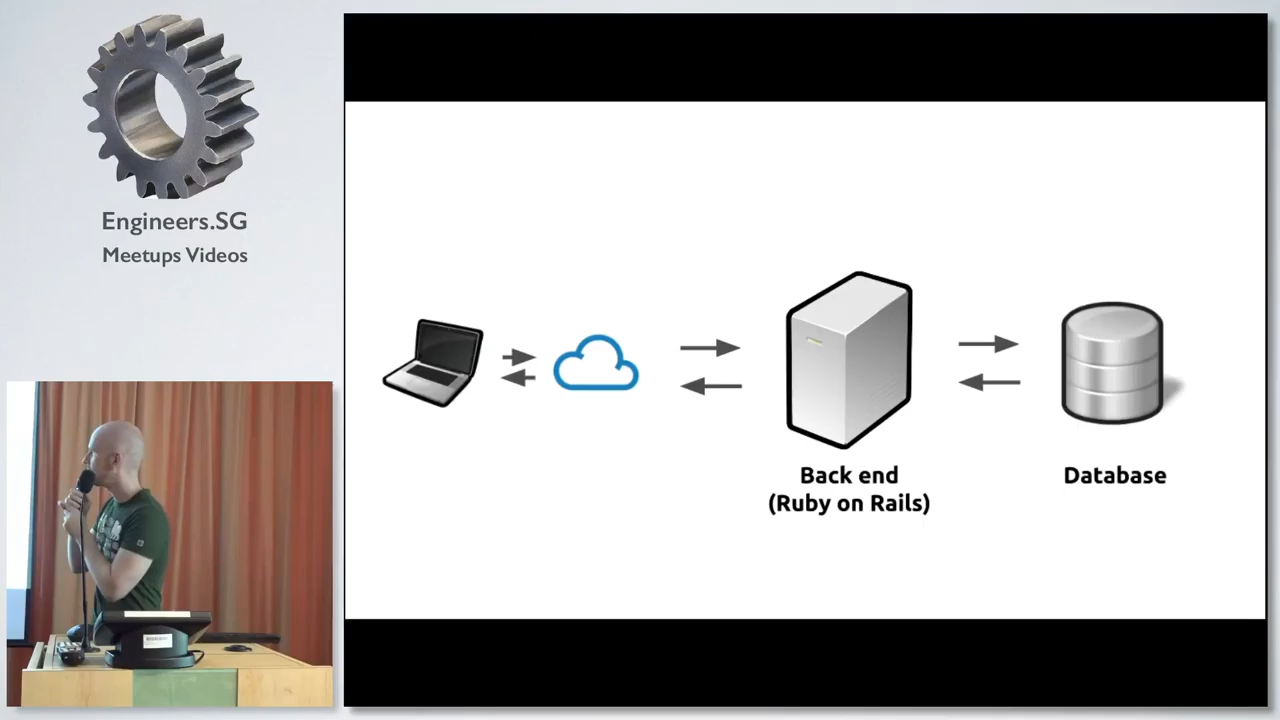 Engineers.SG
Meetups Videos
Back end
(Ruby on Rails)
Database